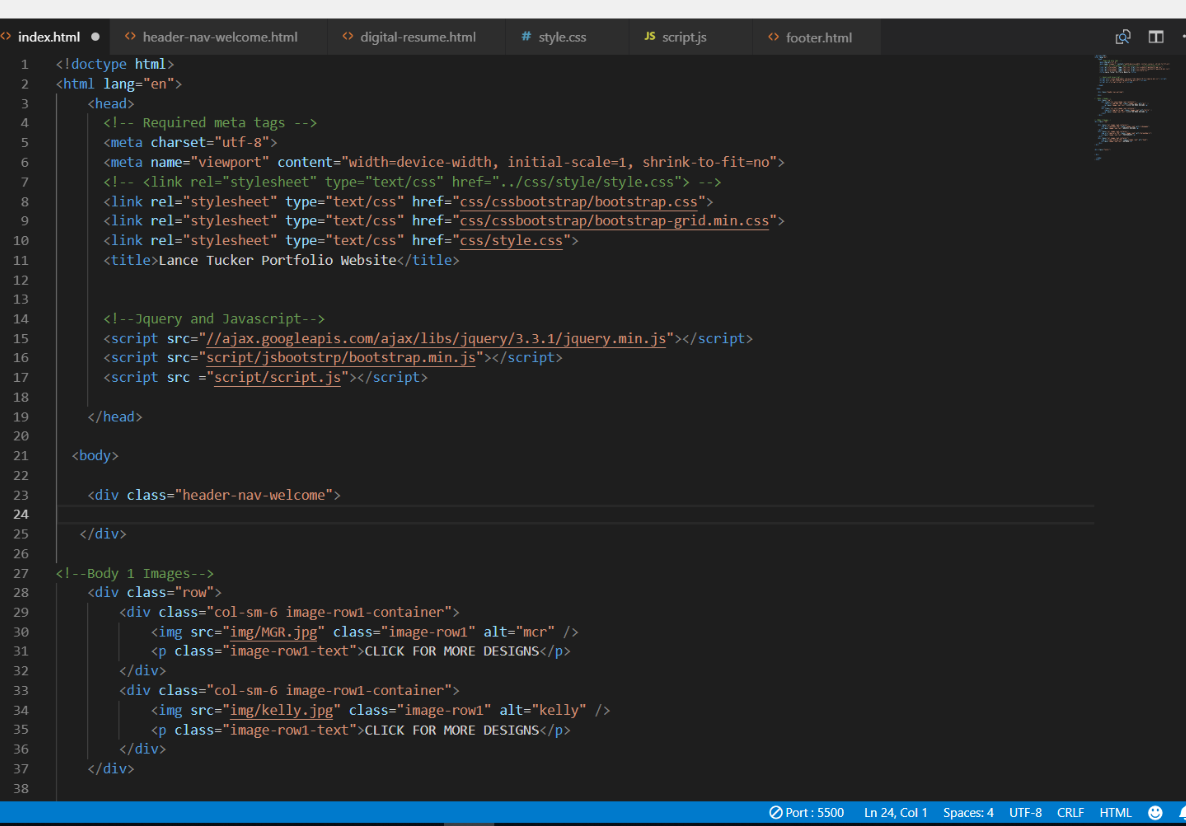 index.html header-nav-welcome.html digital-resume.html # style.css JS script.js footer.html
1 <!doctype html>
2 <html lang="en">
3 <head>
4 <!-- Required meta tags -->
5 <meta charset="utf-8">
6 <meta name="viewport" content="width=device-width, initial-scale=1, shrink-to-fit=no">
7 <!-- <link rel="stylesheet" type="text/css" href="../css/style/style.css"> -->
8 <link rel="stylesheet" type="text/css" href="css/cssbootstrap/bootstrap.css">
9 <link rel="stylesheet" type="text/css" href="css/cssbootstrap/bootstrap-grid.min.css">
10 <link rel="stylesheet" type="text/css" href="css/style.css">
11 <title>Lance Tucker Portfolio Website</title>
12
13
14 <!--Jquery and Javascript-->
15 <script src="//ajax.googleapis.com/ajax/libs/jquery/3.3.1/jquery.min.js"></script>
16 <script src="script/jsbootstrp/bootstrap.min.js"></script>
17 <script src ="script/script.js"></script>
18
19 </head>
20
21 <body>
22
23 <div class="header-nav-welcome">
24
25 </div>
26
27 <!--Body 1 Images-->
28 <div class="row">
29 <div class="col-sm-6 image-row1-container">
30 <img src="img/MGR.jpg" class="image-row1" alt="mcr" />
31 <p class="image-row1-text">CLICK FOR MORE DESIGNS</p>
32 </div>
33 <div class="col-sm-6 image-row1-container">
34 <img src="img/kelly.jpg" class="image-row1" alt="kelly" />
35 <p class="image-row1-text">CLICK FOR MORE DESIGNS</p>
36 </div>
37 </div>
38
Port : 5500 Ln 24, Col 1 Spaces: 4 UTF-8 CRLF HTML